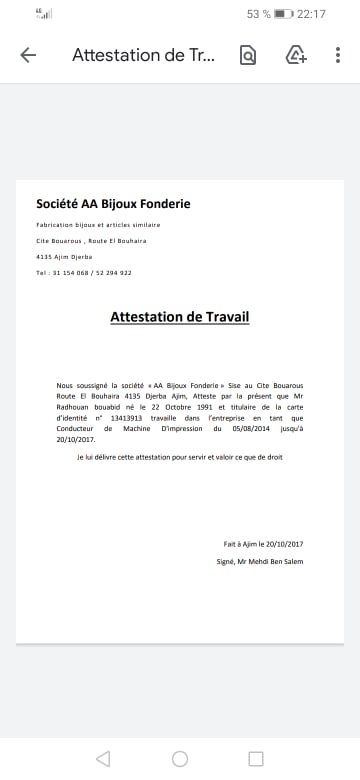 4G
53 % 22:17
Attestation de Tr...
Société AA Bijoux Fonderie
Fabrication bijoux et articles similaire
Cite Bouarous , Route El Bouhaira
4135 Ajim Djerba
Tel : 31 154 068 / 52 294 922
Attestation de Travail
Nous soussigné la société « AA Bijoux Fonderie » Sise au Cite Bouarous
Route El Bouhaira 4135 Djerba Ajim, Atteste par la présent que Mr
Radhouan bouabid né le 22 Octobre 1991 et titulaire de la carte
d'identité n° 13413913 travaille dans l'entreprise en tant que
Conducteur de Machine D'impression du 05/08/2014 jusqu'à
20/10/2017.
Je lui délivre cette attestation pour servir et valoir ce que de droit
Fait à Ajim le 20/10/2017
Signé, Mr Mehdi Ben Salem